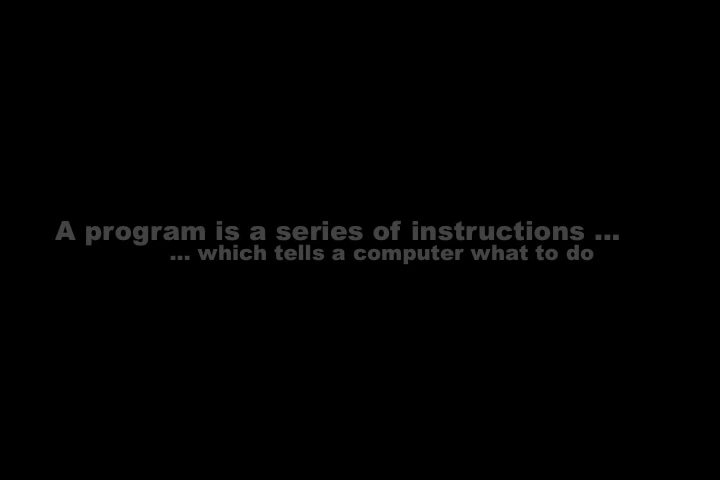 A program is a series of instructions ...
... which tells a computer what to do